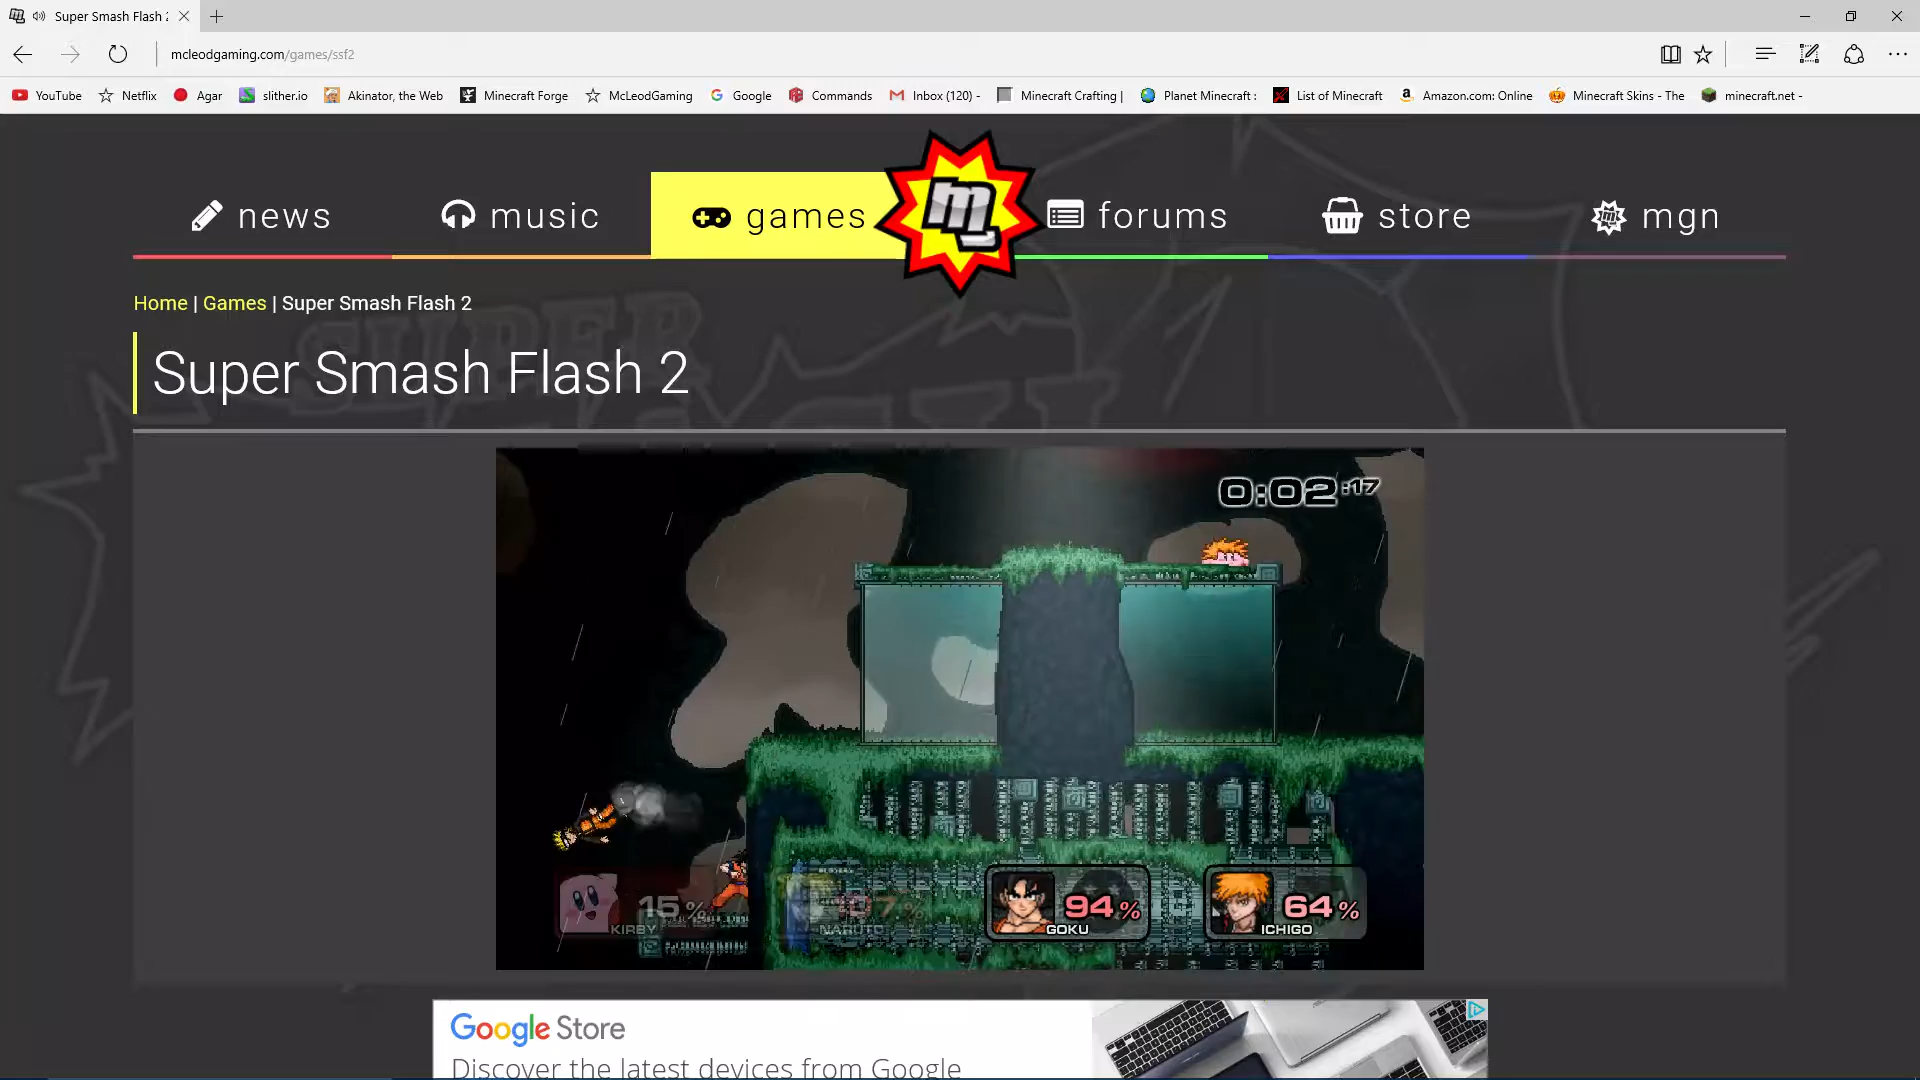 Super Smash Flash 2
mcleodgaming.com/games/ssf2
YouTube Netflix Agar slither.io Akinator, the Web Minecraft Forge McLeodGaming Google Commands Inbox (120) - Minecraft Crafting | Planet Minecraft : List of Minecraft Amazon.com: Online Minecraft Skins - The minecraft.net -
news music games forums store mgn
Home | Games | Super Smash Flash 2
Super Smash Flash 2
0:02:17
15% 94% 64%
KIRBY NARUTO GOKU ICHIGO
Google Store
Discover the latest devices from Google